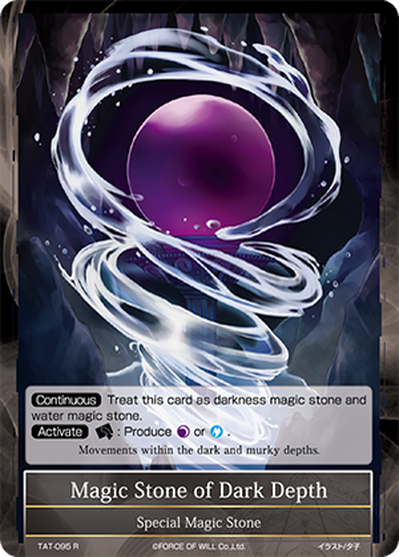 Continuous Treat this card as darkness magic stone and
water magic stone.
Activate : Produce or .
Movements within the dark and murky depths.
Magic Stone of Dark Depth
Special Magic Stone
TAT-095 R ©FORCE OF WILL Co.,Ltd. イラスト/夕子